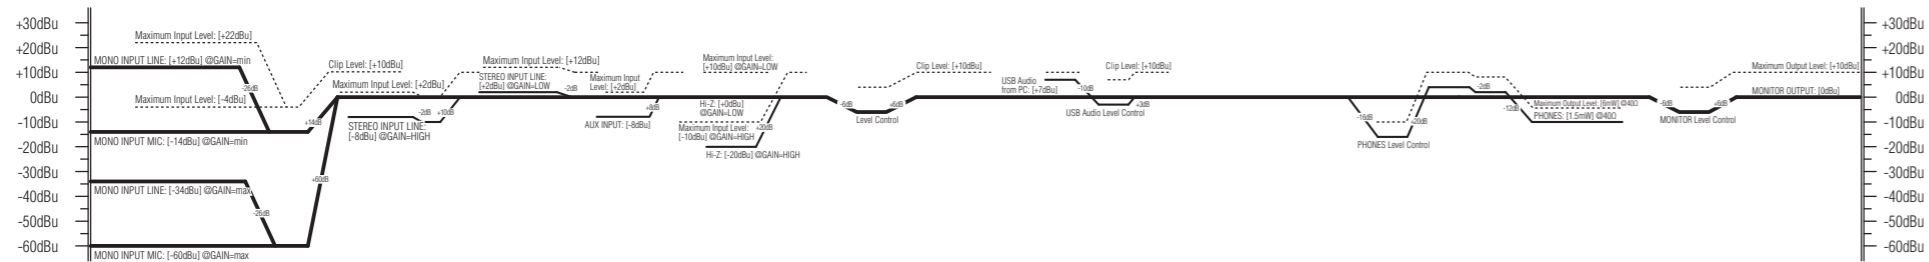 +30dBu
+20dBu
+10dBu
0dBu
-10dBu
-20dBu
-30dBu
-40dBu
-50dBu
-60dBu
Maximum Input Level: [+22dBu]
MONO INPUT LINE: [+12dBu] @GAIN=min
-26dB
Maximum Input Level: [-4dBu]
MONO INPUT MIC: [-14dBu] @GAIN=min
+14dB
MONO INPUT LINE: [-34dBu] @GAIN=max
-26dB
+60dB
MONO INPUT MIC: [-60dBu] @GAIN=max
Clip Level: [+10dBu]
Maximum Input Level: [+2dBu]
-2dB
+10dB
STEREO INPUT LINE:
[-8dBu] @GAIN=HIGH
Maximum Input Level: [+12dBu]
STEREO INPUT LINE:
[+2dBu] @GAIN=LOW
-2dB
Maximum Input
Level: [+2dBu]
+8dB
AUX INPUT: [-8dBu]
Maximum Input Level:
[+10dBu] @GAIN=LOW
Hi-Z: [+0dBu]
@GAIN=LOW
Maximum Input Level:
[-10dBu] @GAIN=HIGH
+20dB
Hi-Z: [-20dBu] @GAIN=HIGH
-6dB
+6dB
Level Control
Clip Level: [+10dBu]
USB Audio
from PC: [+7dBu]
-10dB
+3dB
USB Audio Level Control
Clip Level: [+10dBu]
-16dB
+20dB
PHONES Level Control
-2dB
-12dB
Maximum Output Level: [6mW] @40Ω
PHONES: [1.5mW] @40Ω
-6dB
+6dB
MONITOR Level Control
Maximum Output Level: [+10dBu]
MONITOR OUTPUT: [0dBu]
+30dBu
+20dBu
+10dBu
0dBu
-10dBu
-20dBu
-30dBu
-40dBu
-50dBu
-60dBu